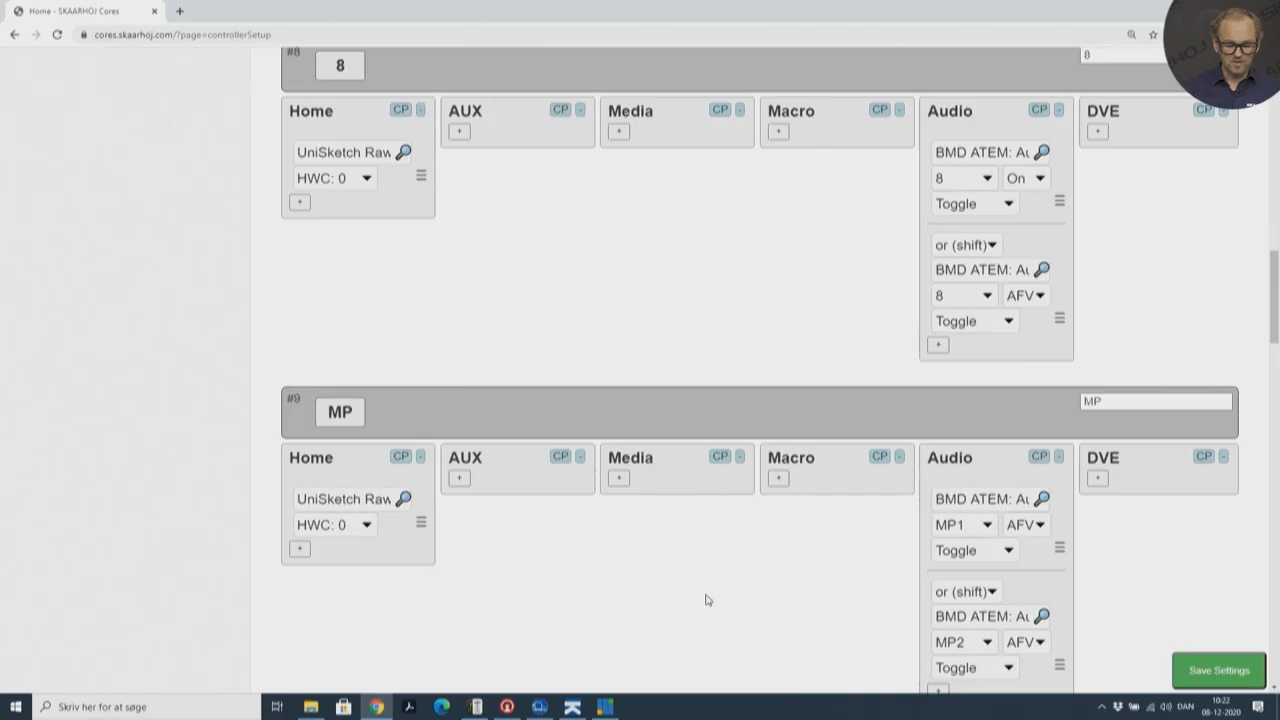 Home - SKAARHOJ Cores
cores.skaarhoj.com/?page=controllerSetup
#8
8
8
Home CP -
AUX CP -
Media CP -
Macro CP -
Audio CP -
DVE CP -
+
+
+
+
UniSketch Raw
HWC: 0
+
BMD ATEM: Au
8 On
Toggle
or (shift)
BMD ATEM: Au
8 AFV
Toggle
+
#9
MP
MP
Home CP -
AUX CP -
Media CP -
Macro CP -
Audio CP -
DVE CP -
+
+
+
+
UniSketch Raw
HWC: 0
+
BMD ATEM: Au
MP1 AFV
Toggle
or (shift)
BMD ATEM: Au
MP2 AFV
Toggle
Save Settings
Skriv her for at søge
DAN
10:22
08-12-2020